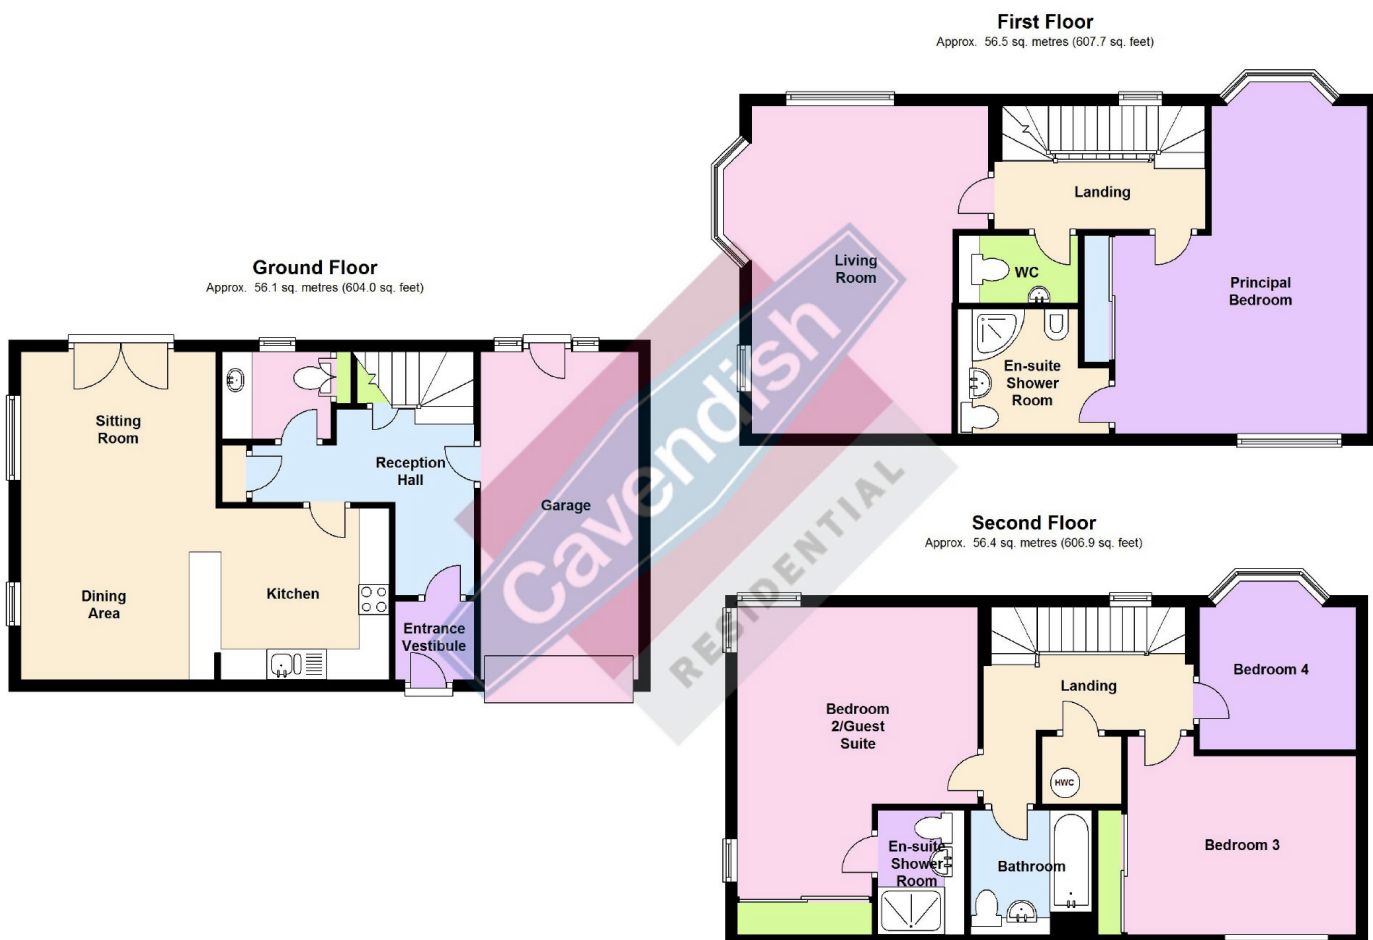 First Floor
Approx. 56.5 sq. metres (607.7 sq. feet)
Landing
Living
Room
WC
Principal
Bedroom
En-suite
Shower
Room
Ground Floor
Approx. 56.1 sq. metres (604.0 sq. feet)
Sitting
Room
Reception
Hall
Garage
Dining
Area
Kitchen
Entrance
Vestibule
Cavendish
RESIDENTIAL
Second Floor
Approx. 56.4 sq. metres (606.9 sq. feet)
Bedroom 4
Landing
Bedroom
2/Guest
Suite
HWC
Bedroom 3
En-suite
Shower
Room
Bathroom